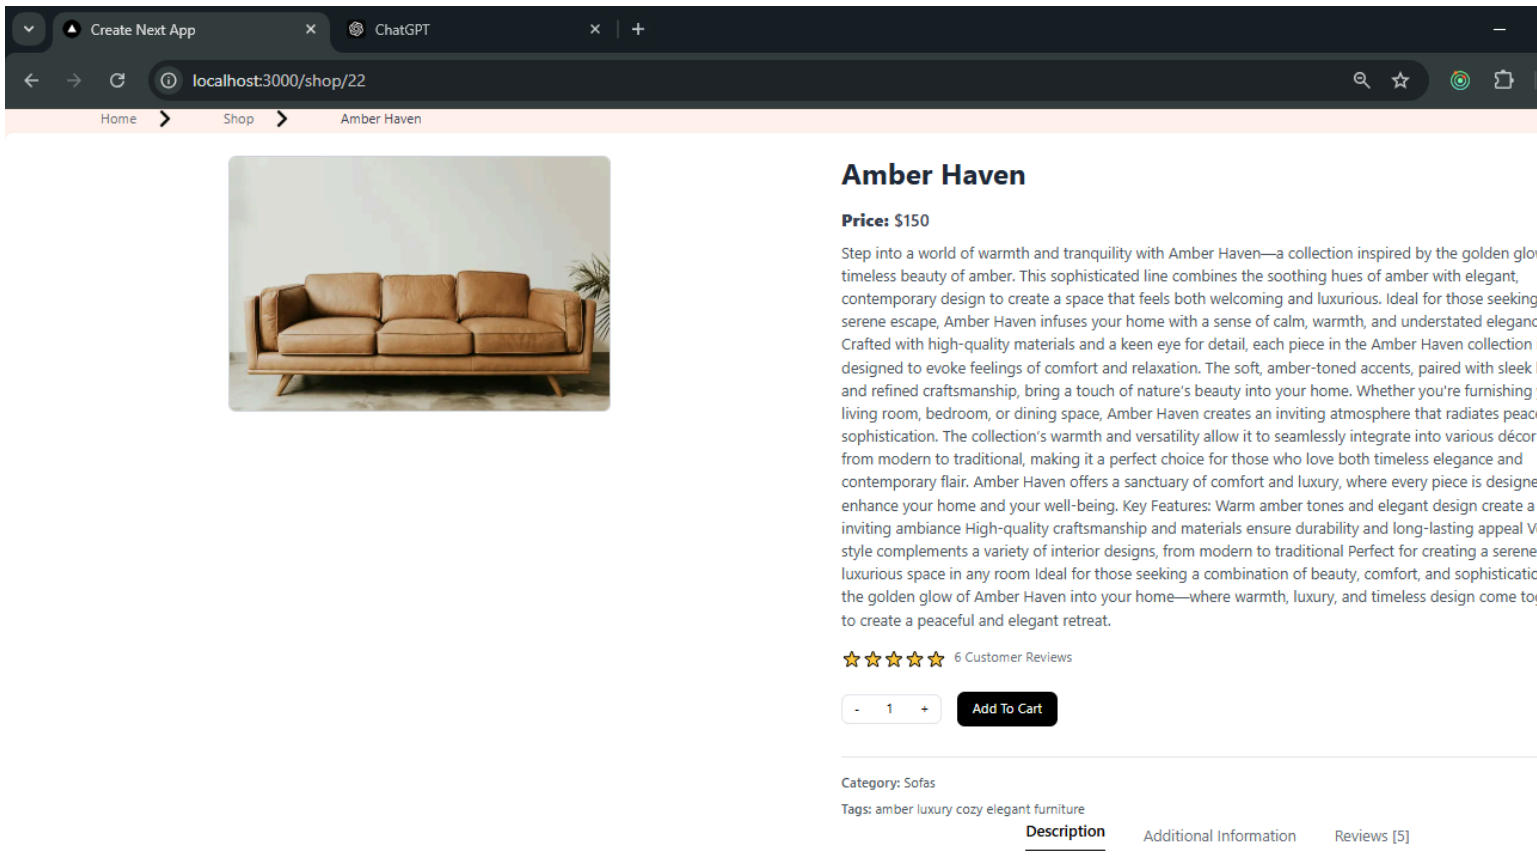 Create Next App
ChatGPT
localhost:3000/shop/22
Home
Shop
Amber Haven
Amber Haven
Price: $150
Step into a world of warmth and tranquility with Amber Haven—a collection inspired by the golden
timeless beauty of amber. This sophisticated line combines the soothing hues of amber with elegant,
contemporary design to create a space that feels both welcoming and luxurious. Ideal for those seeking
serene escape, Amber Haven infuses your home with a sense of calm, warmth, and understated
Crafted with high-quality materials and a keen eye for detail, each piece in the Amber Haven collection
designed to evoke feelings of comfort and relaxation. The soft, amber-toned accents, paired with sleek
and refined craftsmanship, bring a touch of nature's beauty into your home. Whether you're furnishing
living room, bedroom, or dining space, Amber Haven creates an inviting atmosphere that radiates
sophistication. The collection's warmth and versatility allow it to seamlessly integrate into various décor
from modern to traditional, making it a perfect choice for those who love both timeless elegance and
contemporary flair. Amber Haven offers a sanctuary of comfort and luxury, where every piece is
enhance your home and your well-being. Key Features: Warm amber tones and elegant design create a
inviting ambiance High-quality craftsmanship and materials ensure durability and long-lasting appeal
style complements a variety of interior designs, from modern to traditional Perfect for creating a serene
luxurious space in any room Ideal for those seeking a combination of beauty, comfort, and
the golden glow of Amber Haven into your home—where warmth, luxury, and timeless design come
to create a peaceful and elegant retreat.
6 Customer Reviews
- 1 +
Add To Cart
Category: Sofas
Tags: amber luxury cozy elegant furniture
Description
Additional Information
Reviews [5]